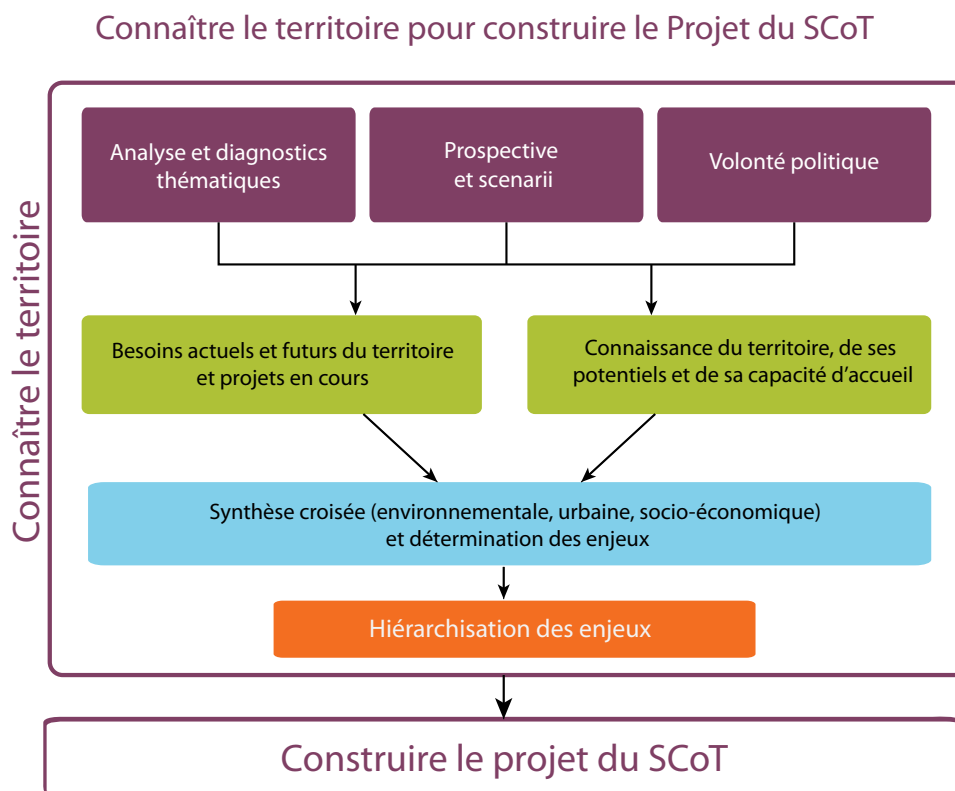 Connaître le territoire pour construire le Projet du SCoT
Connaître le territoire
Analyse et diagnostics
thématiques
Prospective
et scenarii
Volonté politique
Besoins actuels et futurs du territoire
et projets en cours
Connaissance du territoire, de ses
potentiels et de sa capacité d'accueil
Synthèse croisée (environnementale, urbaine, socio-économique)
et détermination des enjeux
Hiérarchisation des enjeux
Construire le projet du SCoT